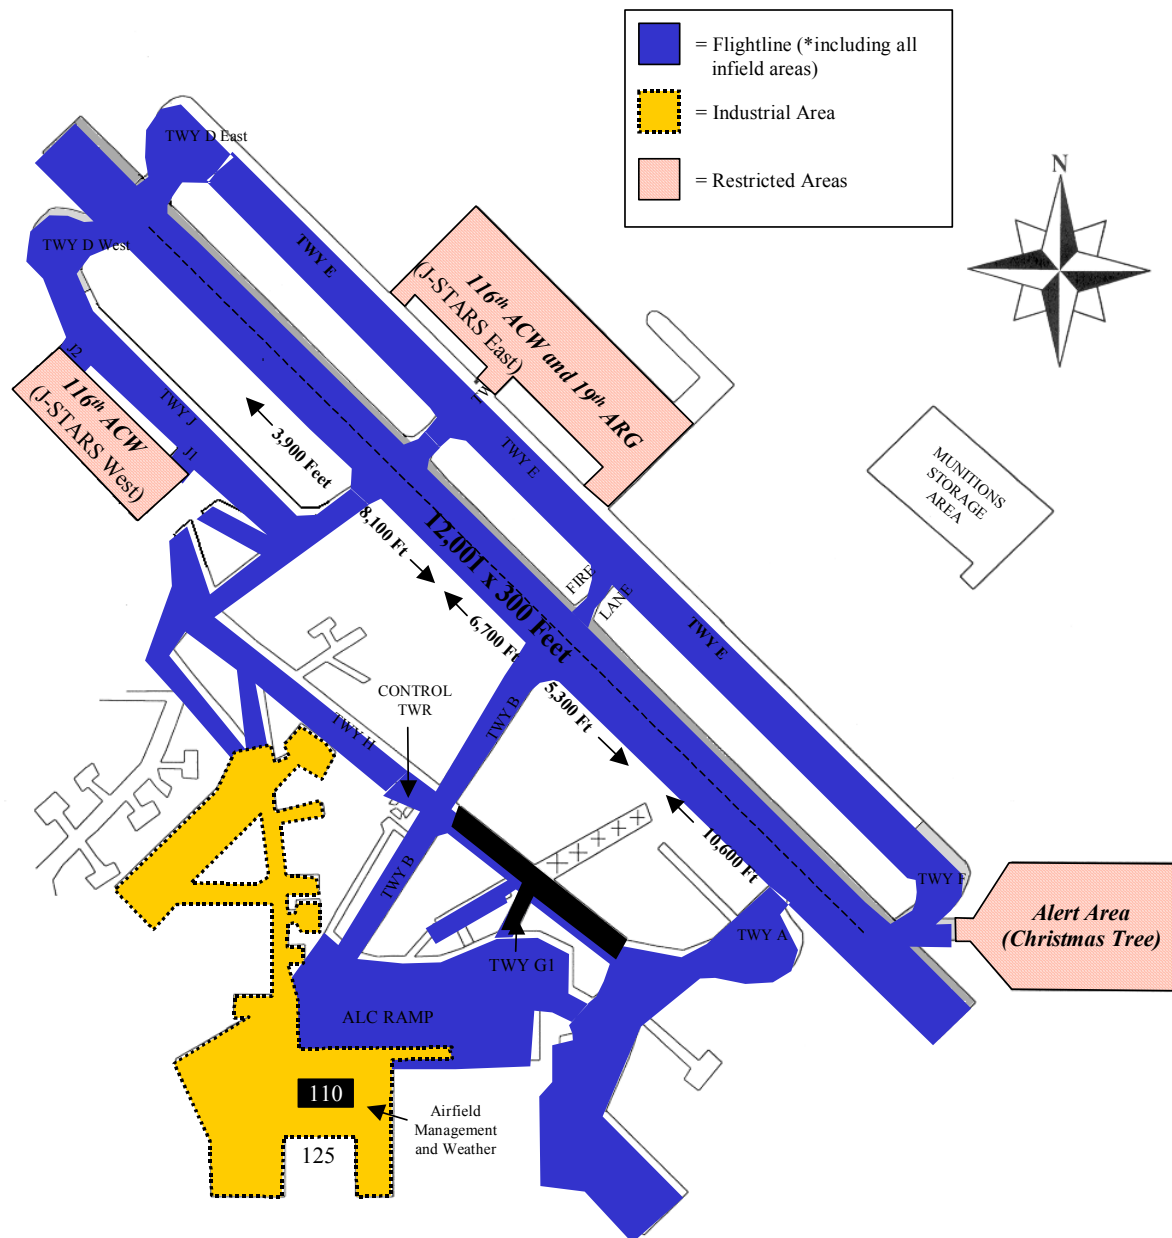 = Flightline (*including all
infield areas)
= Industrial Area
= Restricted Areas
N
TWY D East
TWY D West
TWY E
116th ACW and 19th ARG
(J-STARS East)
J2
116th ACW
(J-STARS West)
TWY J
J1
3,900 Feet
TWY E
8,100 Ft
12,001 x 300 Feet
6,700 Ft
FIRE
LANE
MUNITIONS
STORAGE
AREA
TWY E
CONTROL
TWR
TWY H
TWY B
5,300 Ft
10,600 Ft
TWY B
TWY F
Alert Area
(Christmas Tree)
TWY A
TWY G1
ALC RAMP
110
Airfield
Management
and Weather
125